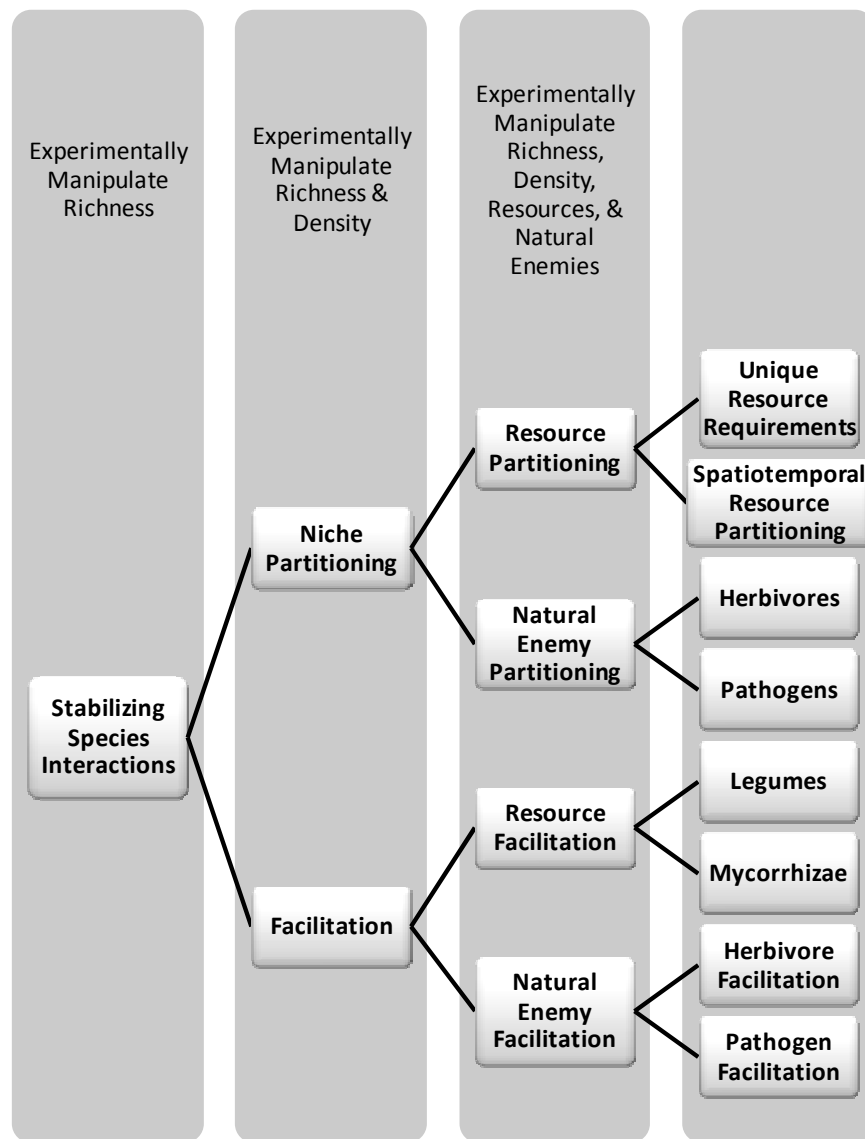 Experimentally
Manipulate
Richness
Experimentally
Manipulate
Richness &
Density
Experimentally
Manipulate
Richness,
Density,
Resources, &
Natural
Enemies
Stabilizing
Species
Interactions
Niche
Partitioning
Facilitation
Resource
Partitioning
Natural
Enemy
Partitioning
Resource
Facilitation
Natural
Enemy
Facilitation
Unique
Resource
Requirements
Spatiotemporal
Resource
Partitioning
Herbivores
Pathogens
Legumes
Mycorrhizae
Herbivore
Facilitation
Pathogen
Facilitation